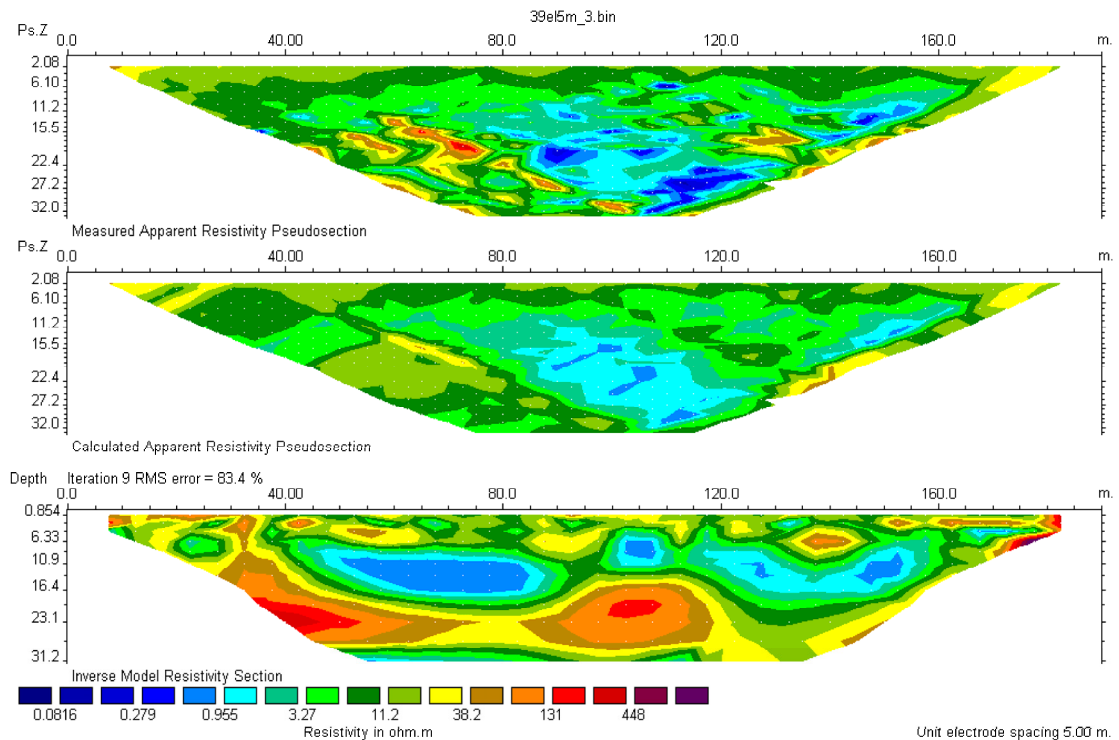 39el5m_3.bin
Ps.Z 0.0 40.00 80.0 120.0 160.0 m.
2.08
6.10
11.2
15.5
22.4
27.2
32.0
Measured Apparent Resistivity Pseudosection
Ps.Z 0.0 40.00 80.0 120.0 160.0 m.
2.08
6.10
11.2
15.5
22.4
27.2
32.0
Calculated Apparent Resistivity Pseudosection
Depth Iteration 9 RMS error = 83.4 %
0.0 40.00 80.0 120.0 160.0 m.
0.854
6.33
10.9
16.4
23.1
31.2
Inverse Model Resistivity Section
0.0816 0.279 0.955 3.27 11.2 38.2 131 448
Resistivity in ohm.m
Unit electrode spacing 5.00 m.